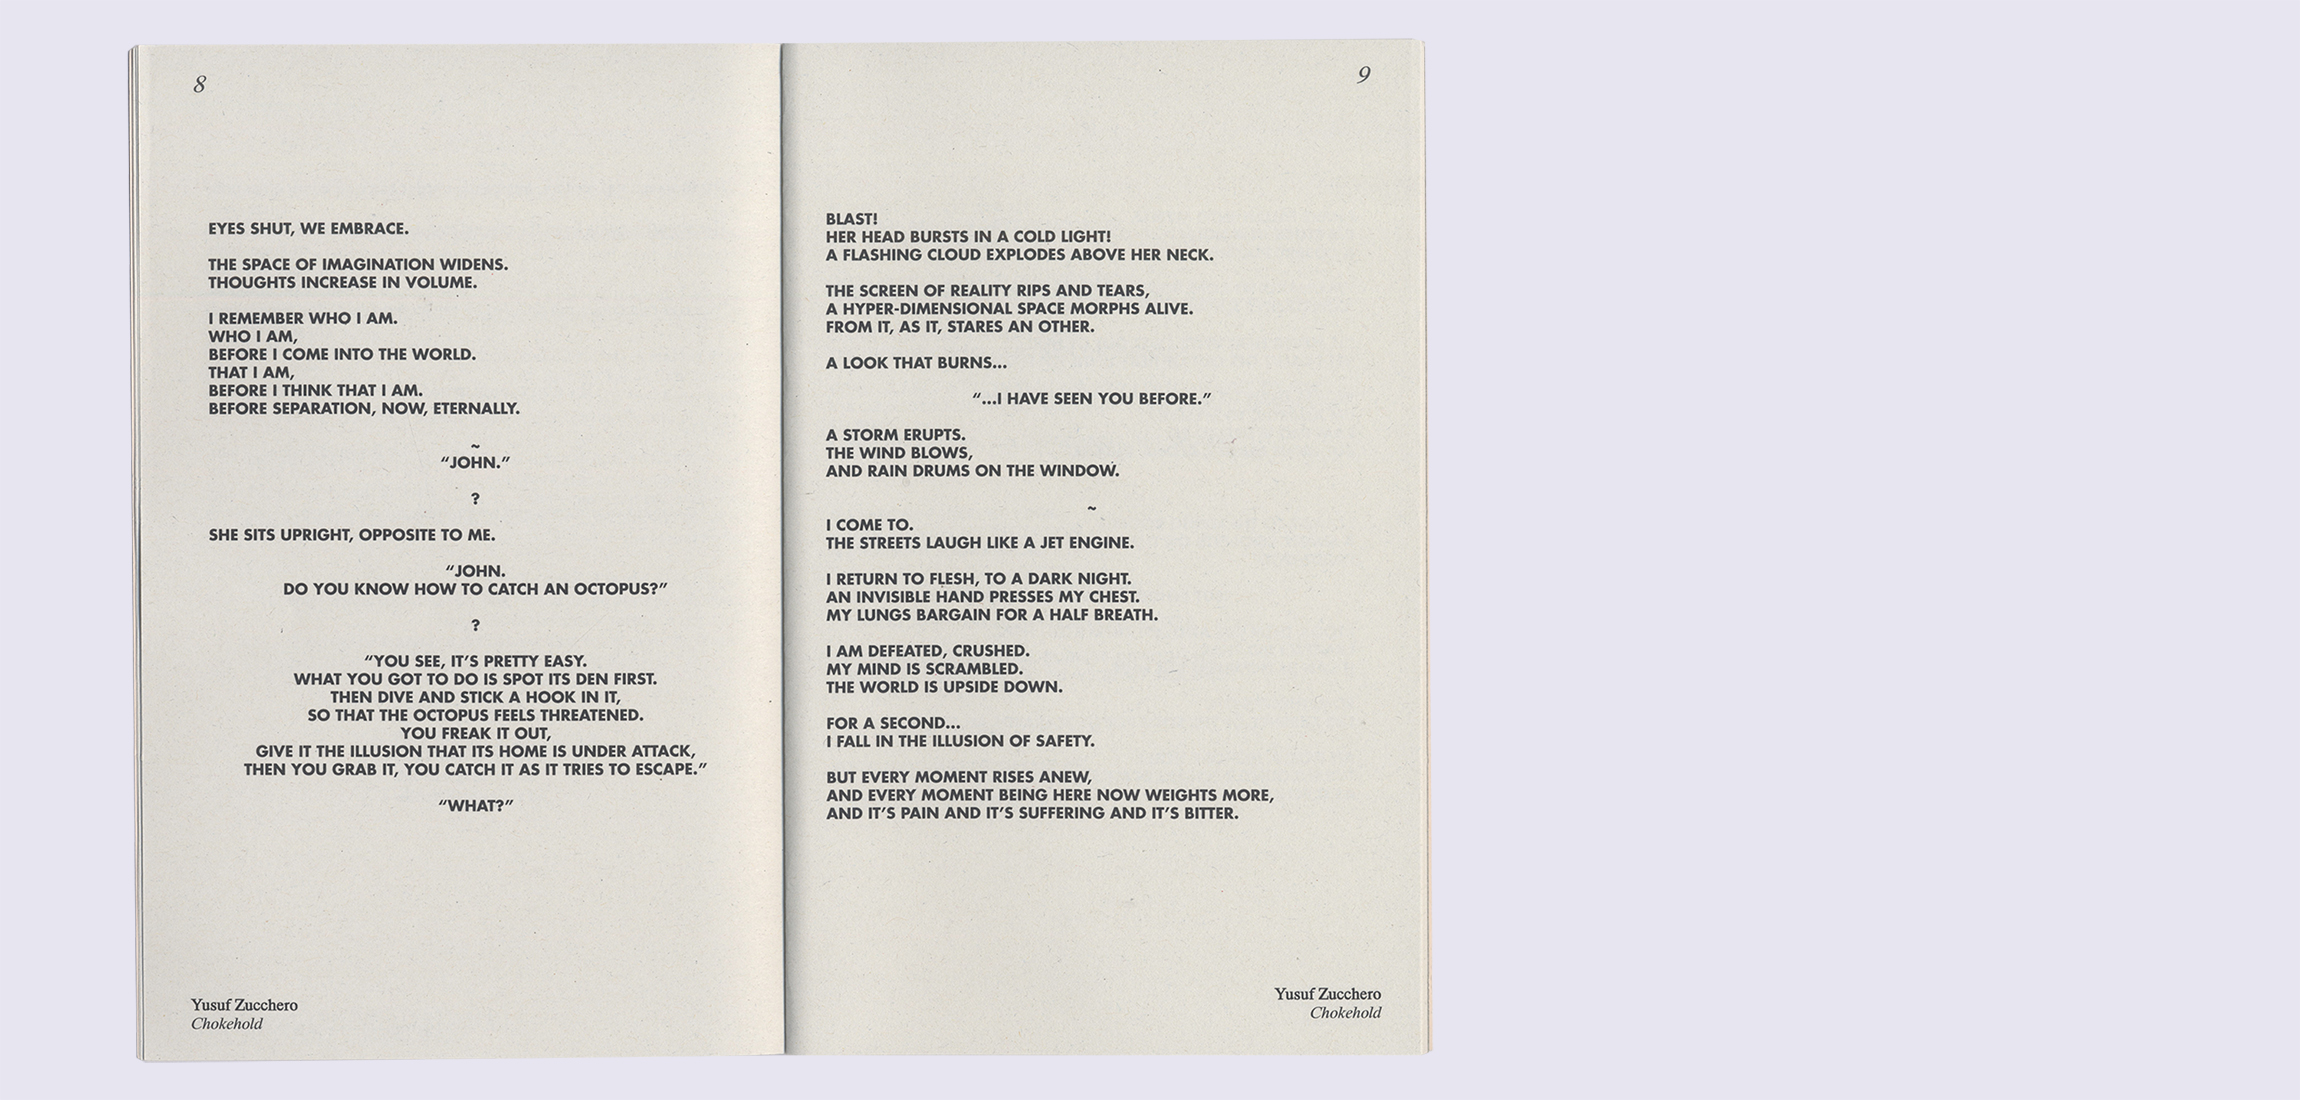 8
EYES SHUT, WE EMBRACE.
THE SPACE OF IMAGINATION WIDENS.
THOUGHTS INCREASE IN VOLUME.
I REMEMBER WHO I AM.
WHO I AM,
BEFORE I COME INTO THE WORLD.
THAT I AM,
BEFORE I THINK THAT I AM.
BEFORE SEPARATION, NOW, ETERNALLY.
~
“JOHN.”
?
SHE SITS UPRIGHT, OPPOSITE TO ME.
“JOHN.
DO YOU KNOW HOW TO CATCH AN OCTOPUS?”
?
“YOU SEE, IT’S PRETTY EASY.
WHAT YOU GOT TO DO IS SPOT ITS DEN FIRST.
THEN DIVE AND STICK A HOOK IN IT,
SO THAT THE OCTOPUS FEELS THREATENED.
YOU FREAK IT OUT,
GIVE IT THE ILLUSION THAT ITS HOME IS UNDER ATTACK,
THEN YOU GRAB IT, YOU CATCH IT AS IT TRIES TO ESCAPE.”
“WHAT?”
Yusuf Zucchero
Chokehold
9
BLAST!
HER HEAD BURSTS IN A COLD LIGHT!
A FLASHING CLOUD EXPLODES ABOVE HER NECK.
THE SCREEN OF REALITY RIPS AND TEARS,
A HYPER-DIMENSIONAL SPACE MORPHS ALIVE.
FROM IT, AS IT, STARES AN OTHER.
A LOOK THAT BURNS...
“...I HAVE SEEN YOU BEFORE.”
A STORM ERUPTS.
THE WIND BLOWS,
AND RAIN DRUMS ON THE WINDOW.
~
I COME TO.
THE STREETS LAUGH LIKE A JET ENGINE.
I RETURN TO FLESH, TO A DARK NIGHT.
AN INVISIBLE HAND PRESSES MY CHEST.
MY LUNGS BARGAIN FOR A HALF BREATH.
I AM DEFEATED, CRUSHED.
MY MIND IS SCRAMBLED.
THE WORLD IS UPSIDE DOWN.
FOR A SECOND...
I FALL IN THE ILLUSION OF SAFETY.
BUT EVERY MOMENT RISES ANEW,
AND EVERY MOMENT BEING HERE NOW WEIGHTS MORE,
AND IT’S PAIN AND IT’S SUFFERING AND IT’S BITTER.
Yusuf Zucchero
Chokehold